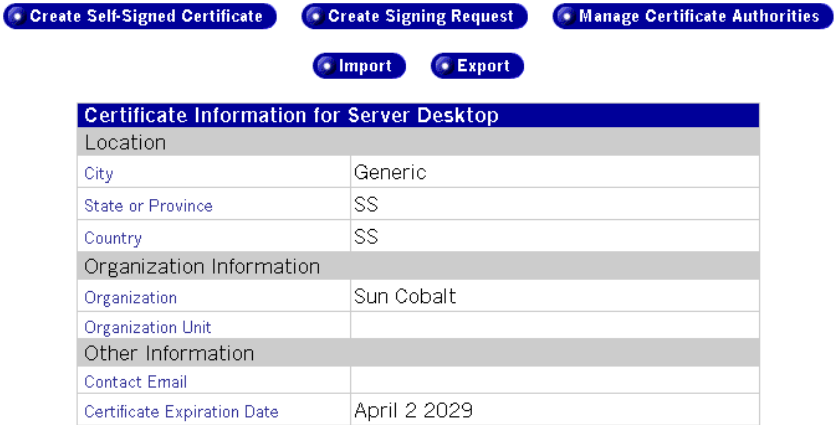 Create Self-Signed Certificate Create Signing Request Manage Certificate Authorities
Import Export
Certificate Information for Server Desktop
Location
City Generic
State or Province SS
Country SS
Organization Information
Organization Sun Cobalt
Organization Unit
Other Information
Contact Email
Certificate Expiration Date April 2 2029